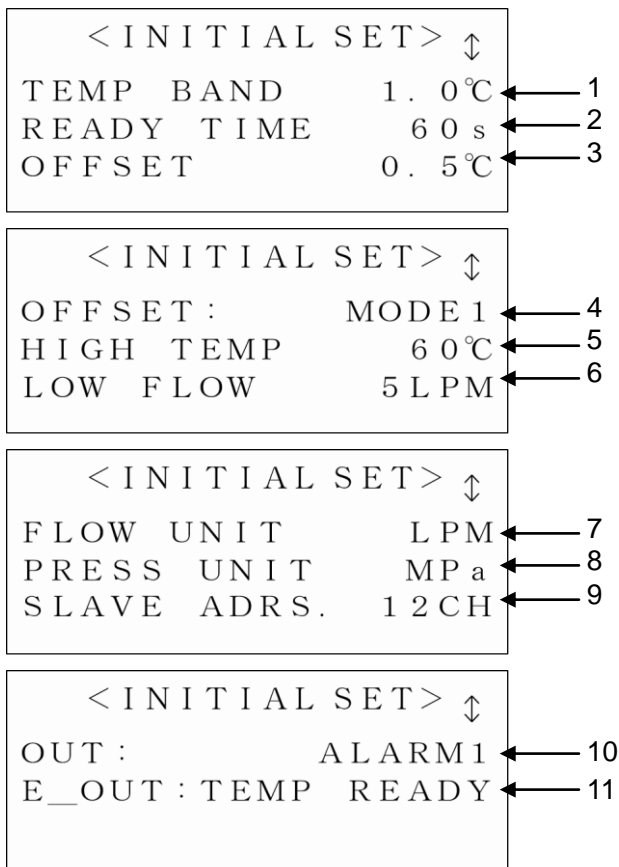 <INITIAL SET> ↕
TEMP BAND 1.0℃ 1
READY TIME 60s 2
OFFSET 0.5℃ 3
<INITIAL SET> ↕
OFFSET: MODE1 4
HIGH TEMP 60℃ 5
LOW FLOW 5LPM 6
<INITIAL SET> ↕
FLOW UNIT LPM 7
PRESS UNIT MPa 8
SLAVE ADRS. 12CH 9
<INITIAL SET> ↕
OUT: ALARM1 10
E_OUT:TEMP READY 11